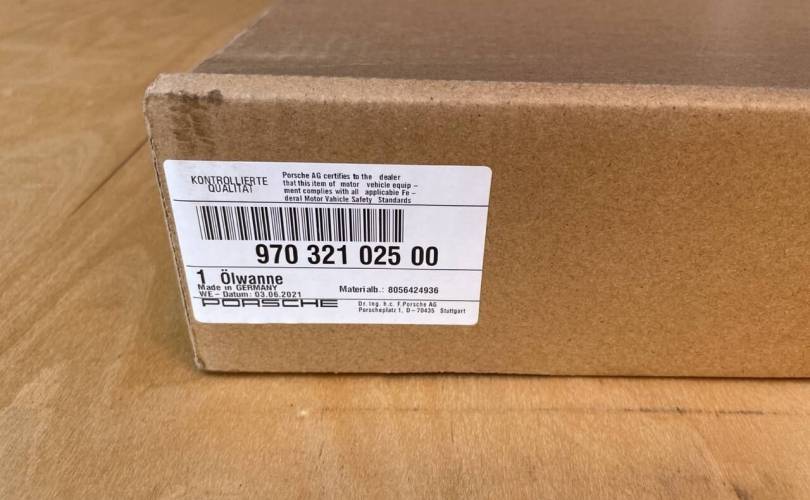 KONTROLLIERTE
QUALITÄT
Porsche AG certifies to the dealer
that this item of motor vehicle equip -
ment complies with all applicable Fe -
deral Motor Vehicle Safety Standards
970 321 025 00
1 Ölwanne
Made in GERMANY
Materialb.: 8056424936
WE - Datum: 03.06.2021
PORSCHE
Dr. Ing. h.c. F.Porsche AG
Porscheplatz 1, D - 70435 Stuttgart